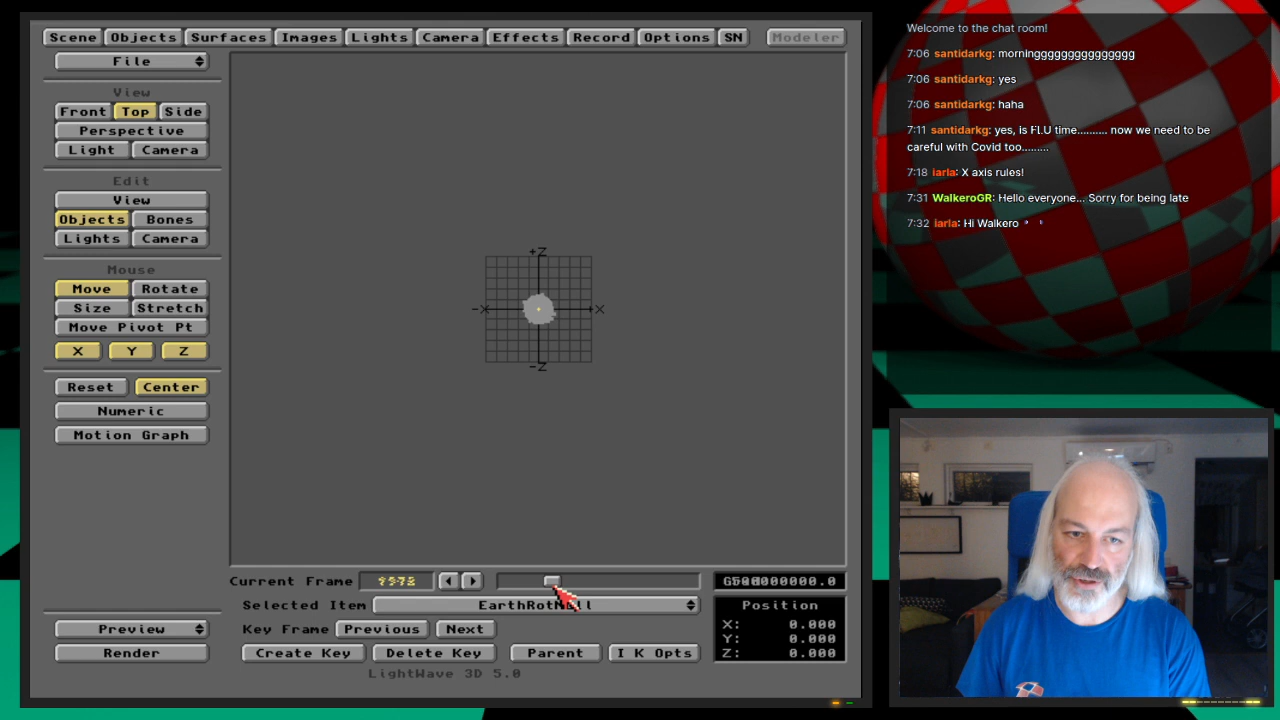 Scene Objects Surfaces Images Lights Camera Effects Record Options SN Modeler
File
View
Front Top Side
Perspective
Light Camera
Edit
View
Objects Bones
Lights Camera
Mouse
Move Rotate
Size Stretch
Move Pivot Pt
X Y Z
Reset Center
Numeric
Motion Graph
Preview
Render
+Z
-X +X
-Z
Current Frame
Selected Item
Key Frame Previous Next
Create Key Delete Key Parent I K Opts
LightWave 3D 5.0
Position
X: 0.000
Y: 0.000
Z: 0.000
Welcome to the chat room!
7:06 santidarkg: morninggggggggggggggg
7:06 santidarkg: yes
7:06 santidarkg: haha
7:11 santidarkg: yes, is FLU time.......... now we need to be
careful with Covid too.........
7:18 iarla: X axis rules!
7:31 WalkeroGR: Hello everyone... Sorry for being late
7:32 iarla: Hi Walkero